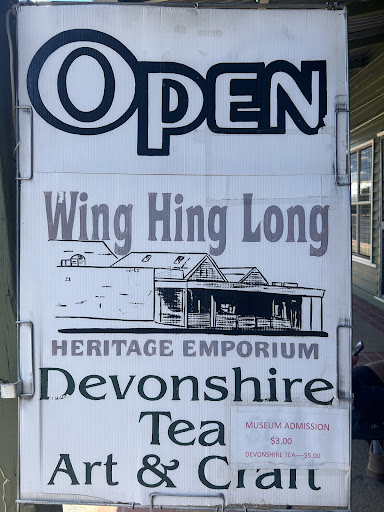 OPEN
Wing Hing Long
HERITAGE EMPORIUM
Devonshire
Tea
Art & Craft
MUSEUM ADMISSION
$3.00
DEVONSHIRE TEA----$5.00